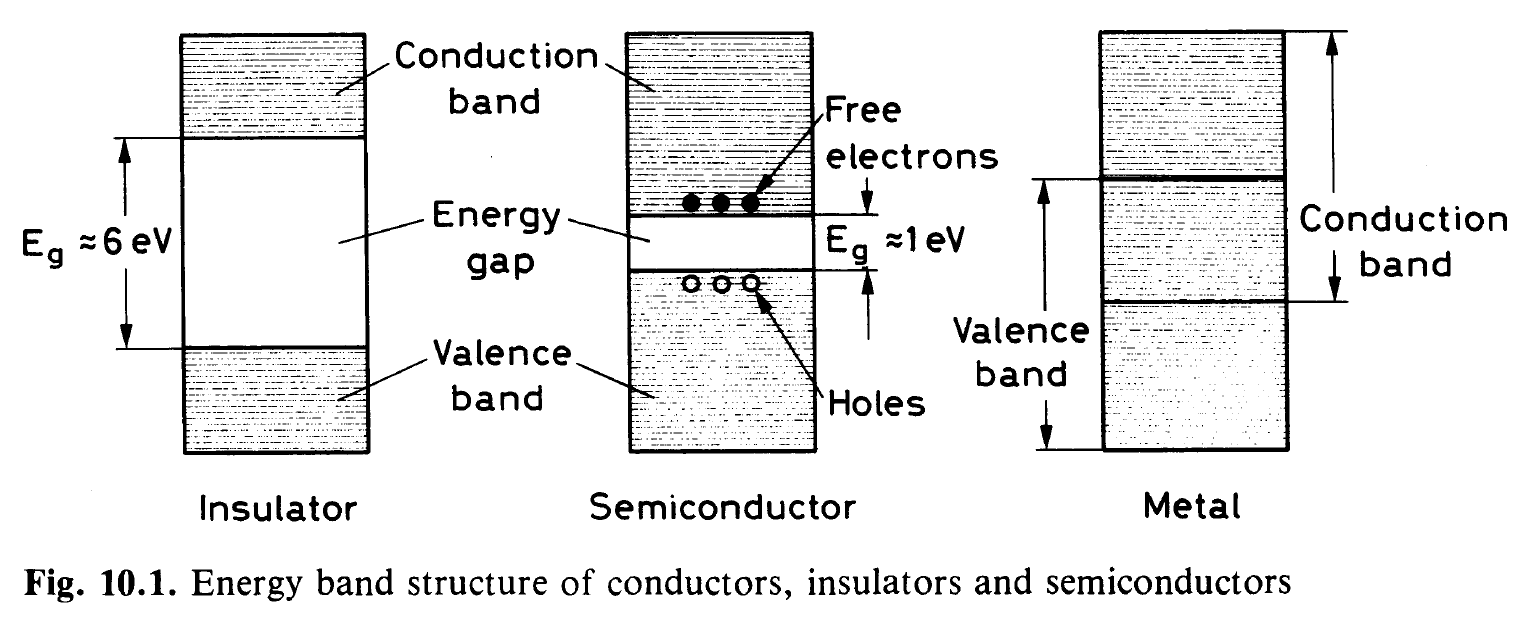 Conduction
band
Free
electrons
Energy
gap
Eg ≈6 eV
Eg ≈1 eV
Conduction
band
Valence
band
Valence
band
Holes
Insulator
Semiconductor
Metal
Fig. 10.1. Energy band structure of conductors, insulators and semiconductors